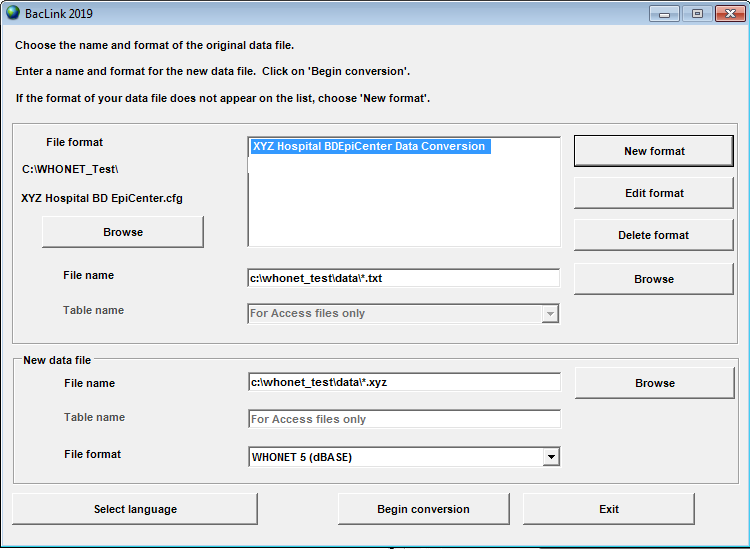 BacLink 2019
Choose the name and format of the original data file.
Enter a name and format for the new data file.  Click on 'Begin conversion'.
If the format of your data file does not appear on the list, choose 'New format'.
File format
XYZ Hospital BDEpiCenter Data Conversion
New format
C:\WHONET_Test\
XYZ Hospital BD EpiCenter.cfg
Edit format
Browse
Delete format
File name
c:\whonet_test\data\*.txt
Browse
Table name
For Access files only
New data file
File name
c:\whonet_test\data\*.xyz
Browse
Table name
For Access files only
File format
WHONET 5 (dBASE)
Select language
Begin conversion
Exit